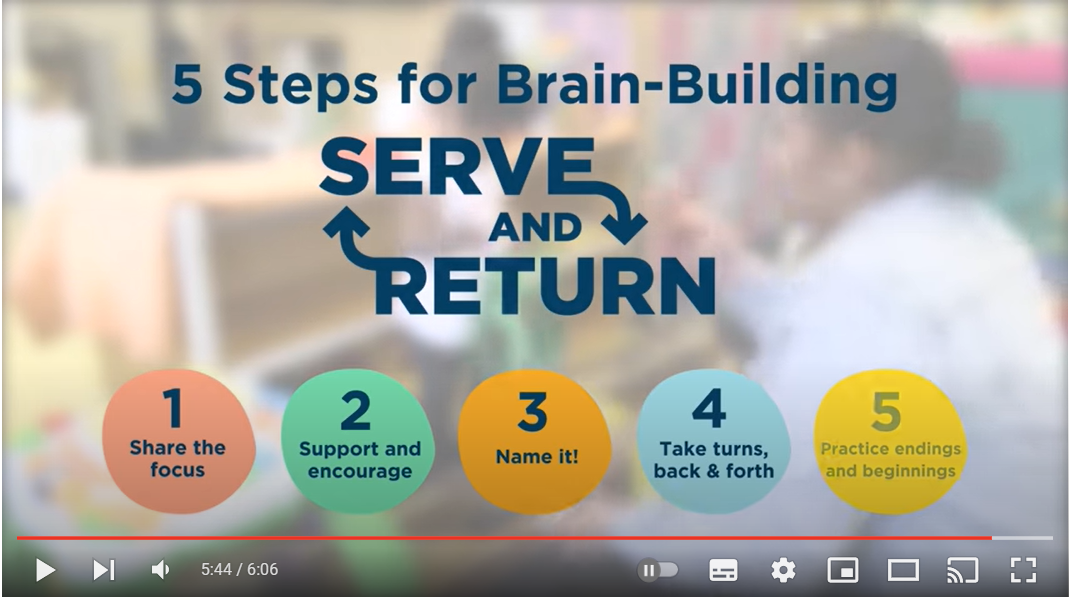 5 Steps for Brain-Building
SERVE
AND
RETURN
1
Share the
focus
2
Support and
encourage
3
Name it!
4
Take turns,
back & forth
5
Practice endings
and beginnings
5:44 / 6:06